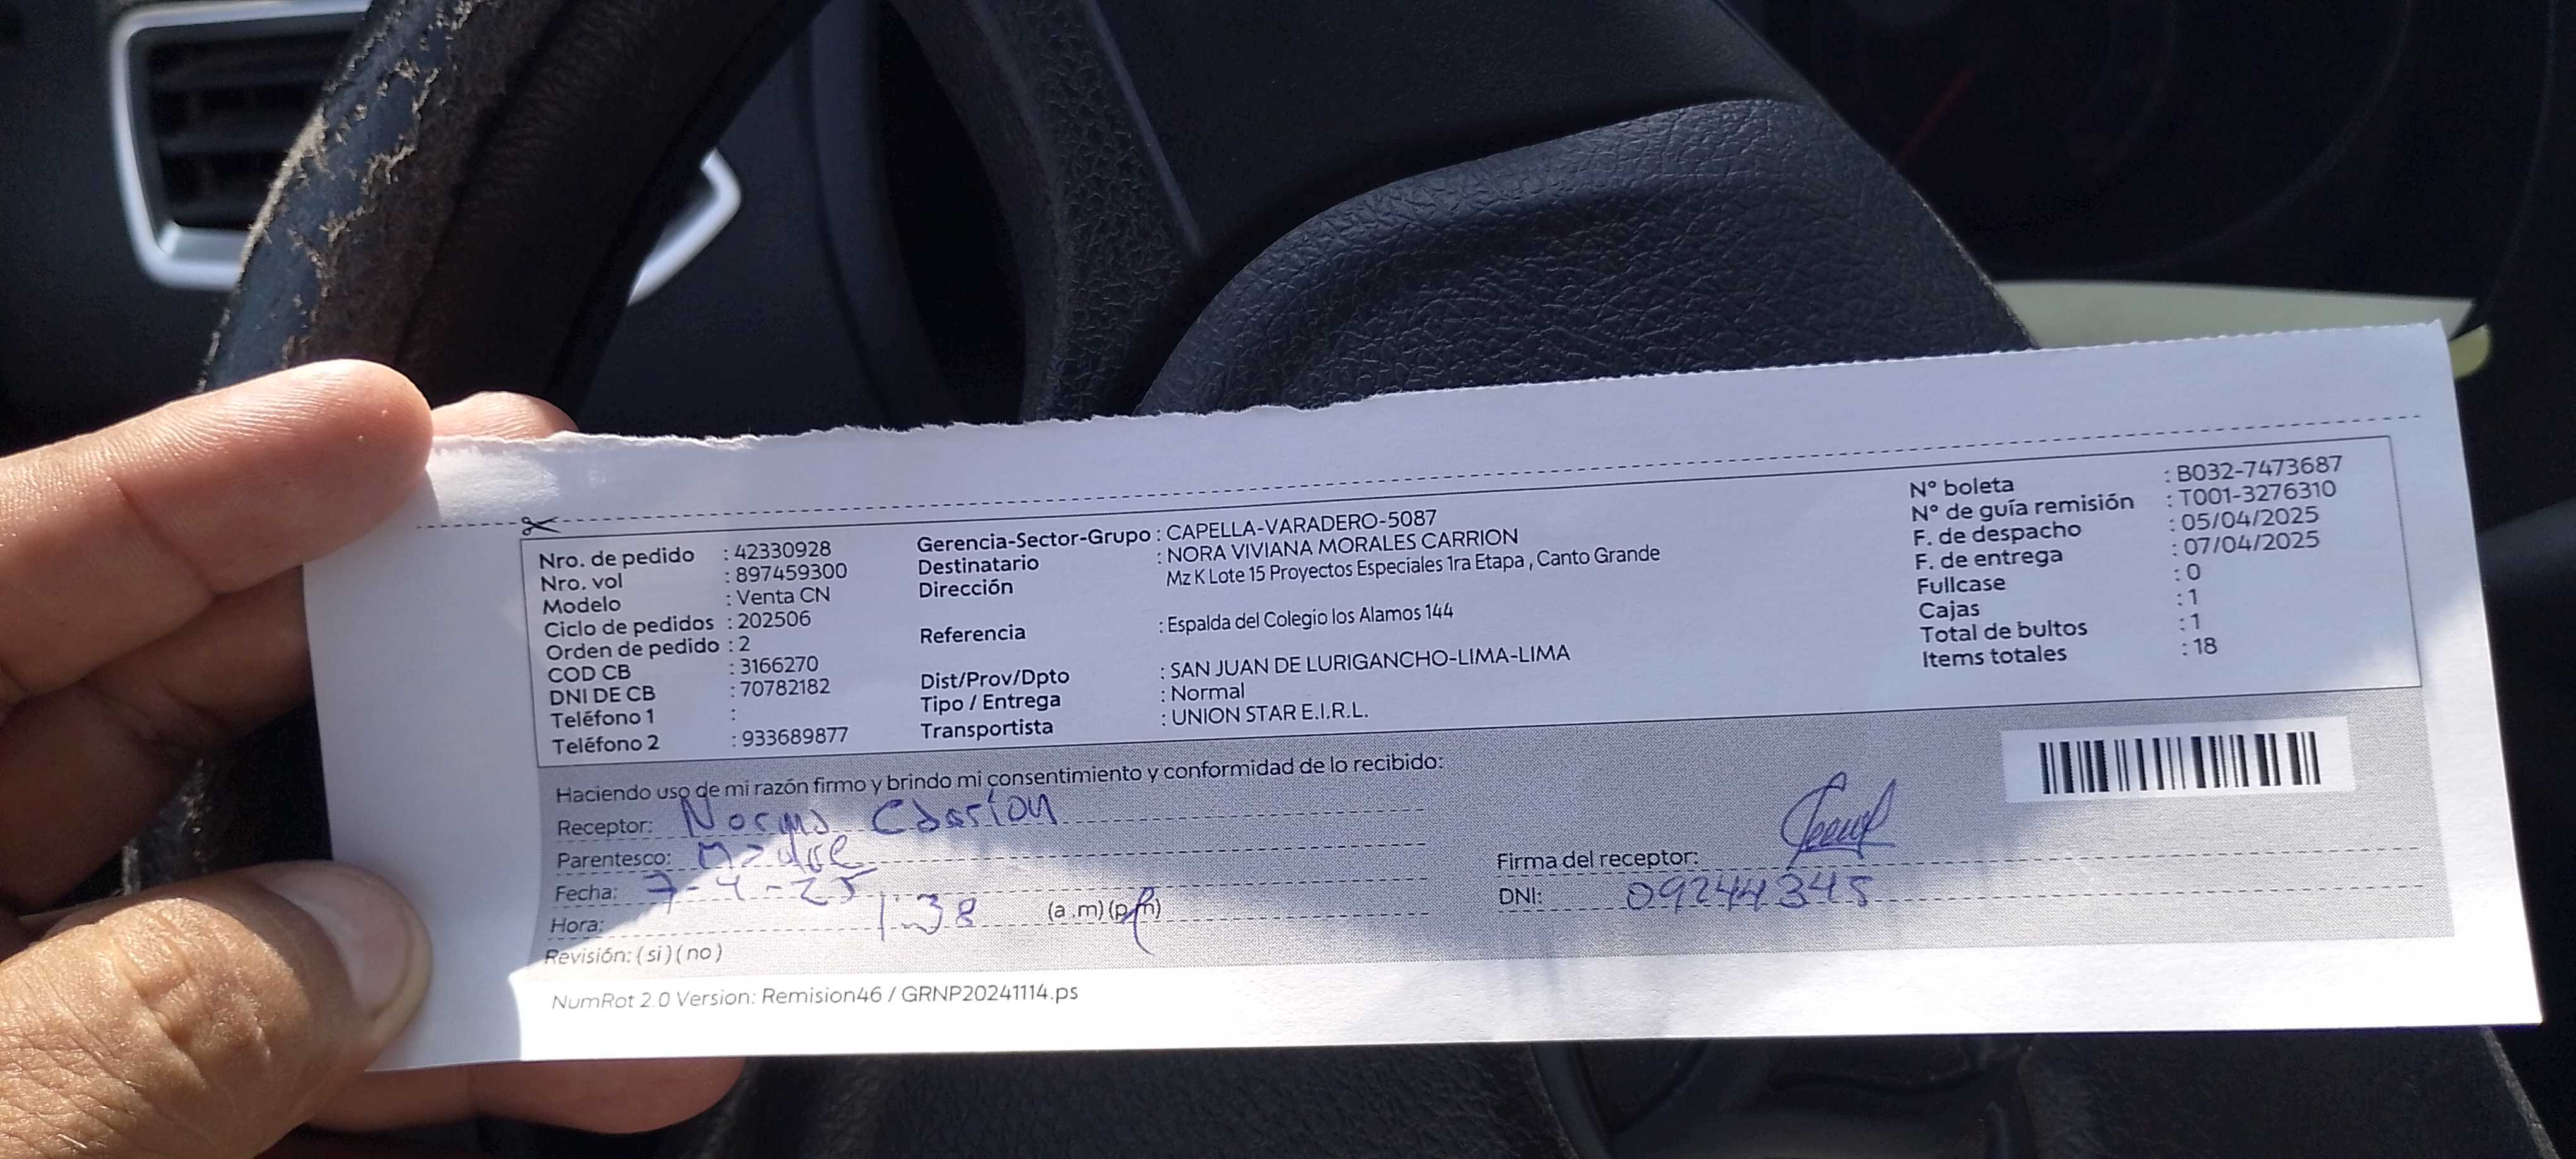 Nro. de pedido : 42330928
Nro. vol : 897459300
Modelo : Venta CN
Ciclo de pedidos : 202506
Orden de pedido : 2
COD CB : 3166270
DNI DE CB : 70782182
Teléfono 1 :
Teléfono 2 : 933689877
Gerencia-Sector-Grupo : CAPELLA-VARADERO-5087
Destinatario : NORA VIVIANA MORALES CARRION
Dirección Mz K Lote 15 Proyectos Especiales 1ra Etapa , Canto Grande
Referencia : Espalda del Colegio los Alamos 144
Dist/Prov/Dpto : SAN JUAN DE LURIGANCHO-LIMA-LIMA
Tipo / Entrega : Normal
Transportista : UNION STAR E.I.R.L.
N° boleta : B032-7473687
N° de guía remisión : T001-3276310
F. de despacho : 05/04/2025
F. de entrega : 07/04/2025
Fullcase : 0
Cajas : 1
Total de bultos : 1
Items totales : 18
Haciendo uso de mi razón firmo y brindo mi consentimiento y conformidad de lo recibido:
Receptor: Norma
Parentesco: Madre
Fecha: 7-4-25
Hora: 1:38 (a .m) (p.m)
Revisión: ( si ) ( no )
Firma del receptor:
DNI: 09244345
NumRot 2.0 Version: Remision46 / GRNP20241114.ps